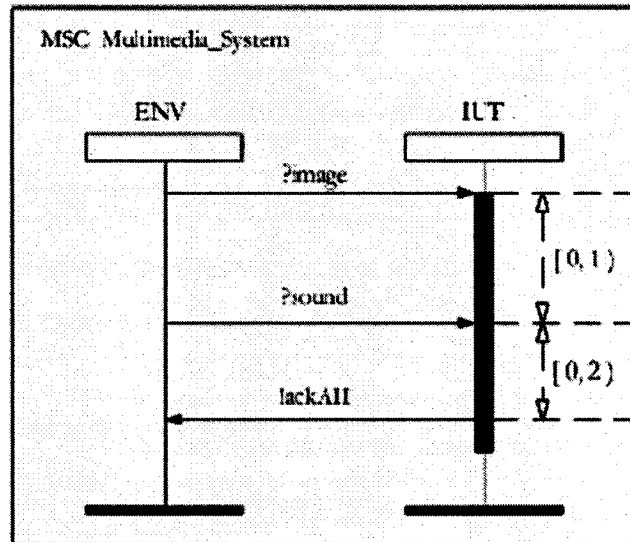 MSC Multimedia_System
ENV IUT
?image
[0, 1)
?sound
[0, 2)
!ackAll